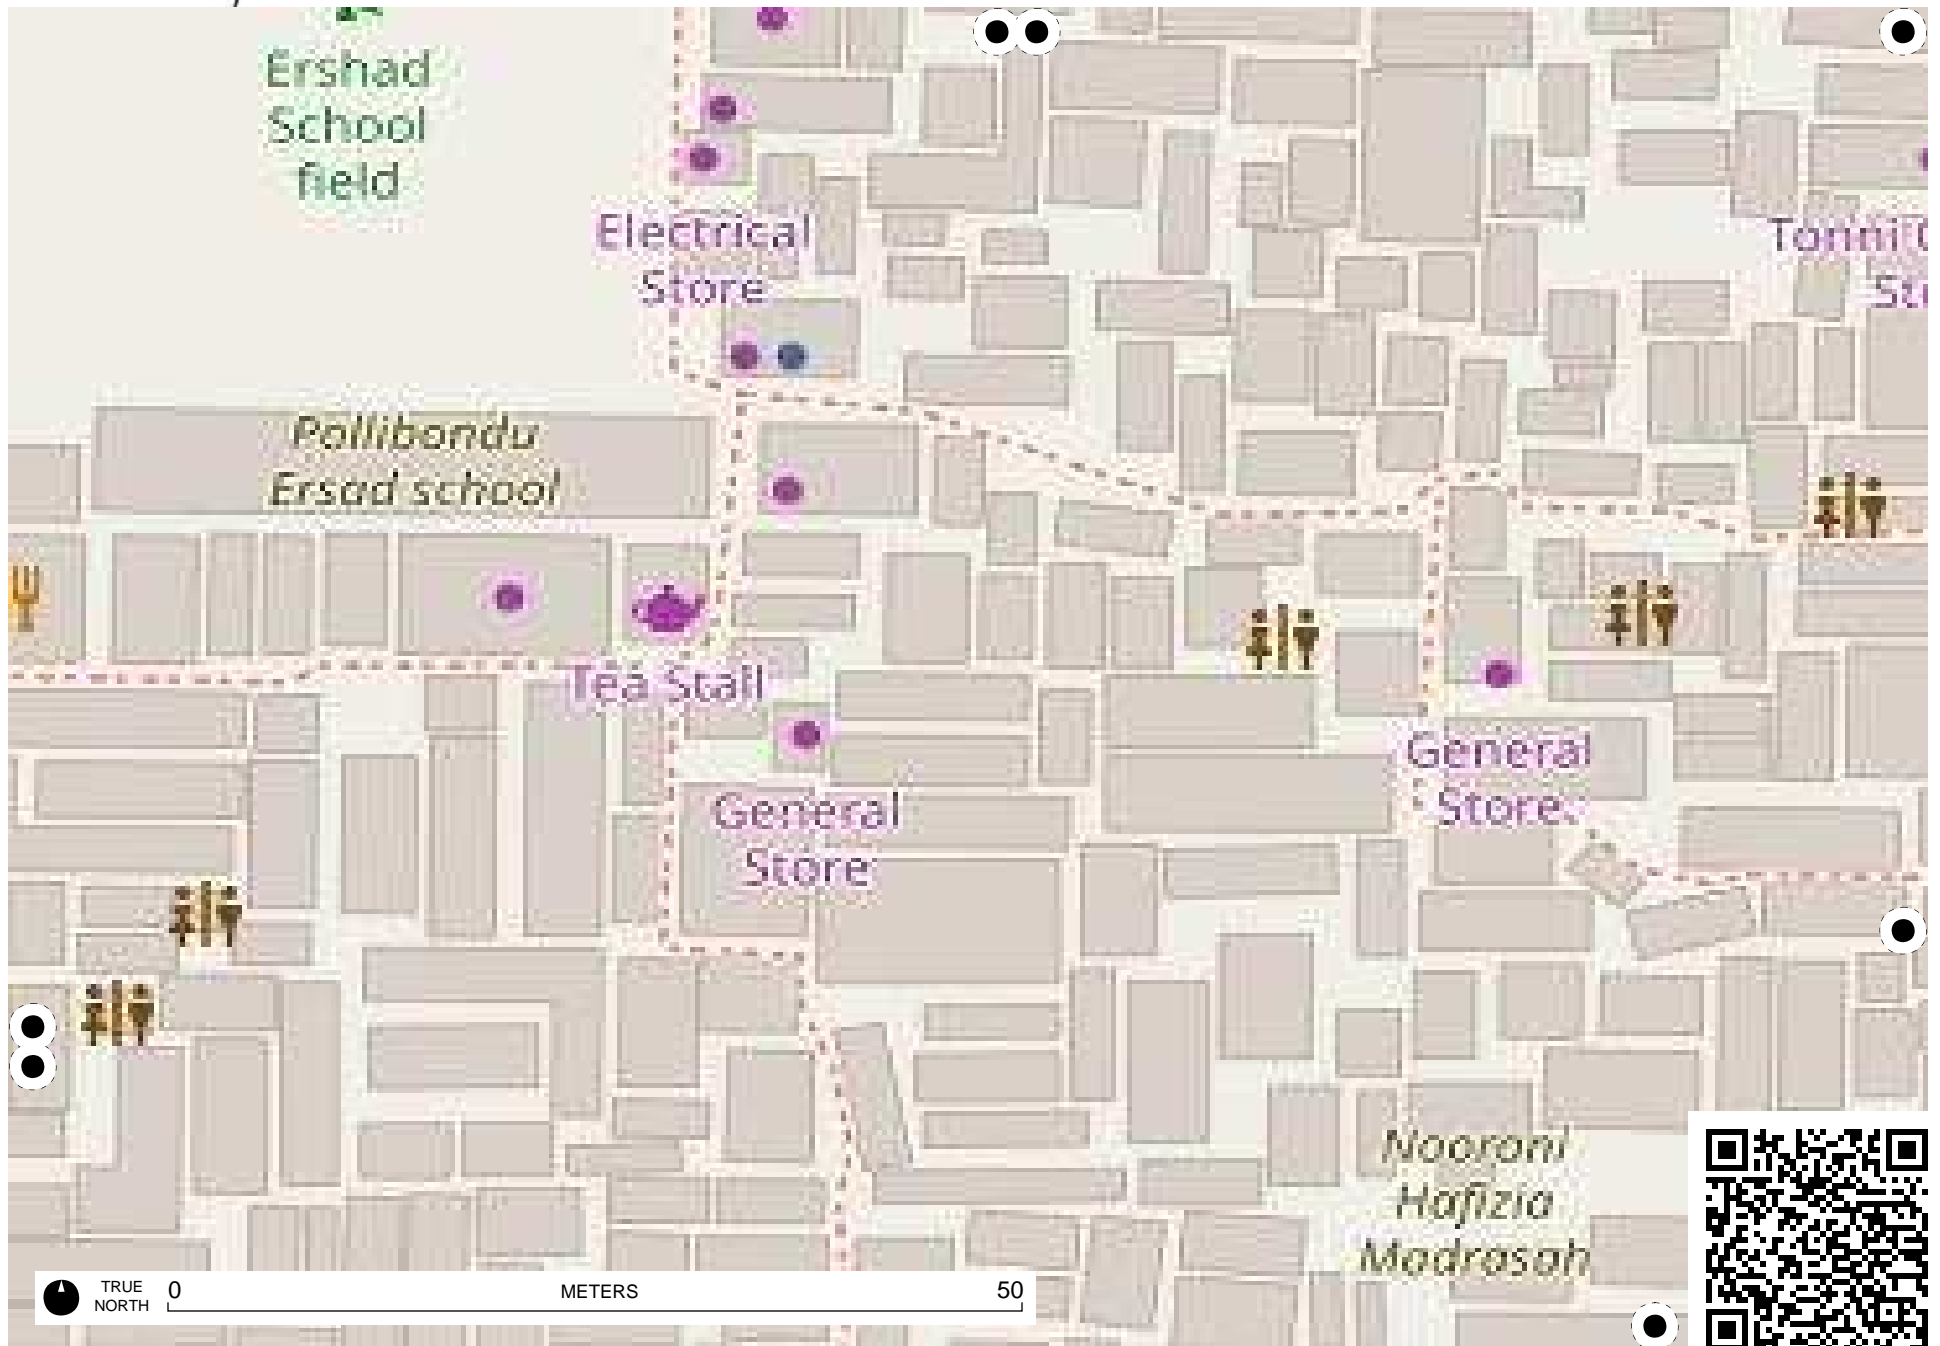 Ershad
School
field
Electrical
Store
Tonni
Pollibondu
Ersad school
Tea Stall
General
Store
General
Store
Noorani
Hafizia
Madrasah
TRUE
NORTH
0
METERS
50